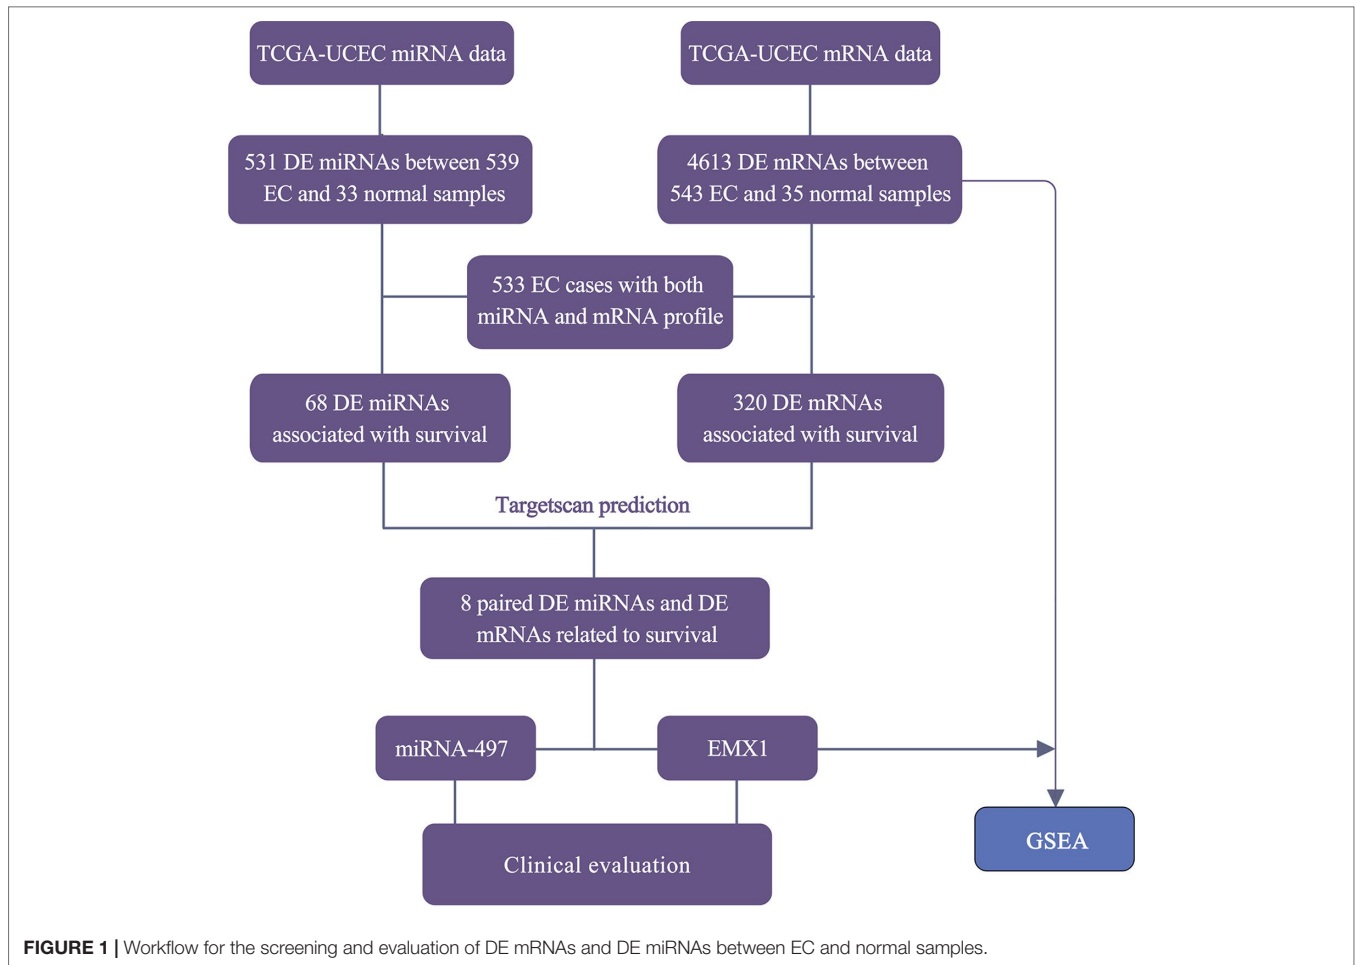 TCGA-UCEC miRNA data
TCGA-UCEC mRNA data
531 DE miRNAs between 539
EC and 33 normal samples
4613 DE mRNAs between
543 EC and 35 normal samples
533 EC cases with both
miRNA and mRNA profile
68 DE miRNAs
associated with survival
320 DE mRNAs
associated with survival
Targetscan prediction
8 paired DE miRNAs and DE
mRNAs related to survival
miRNA-497
EMX1
GSEA
Clinical evaluation
FIGURE 1 | Workflow for the screening and evaluation of DE mRNAs and DE miRNAs between EC and normal samples.